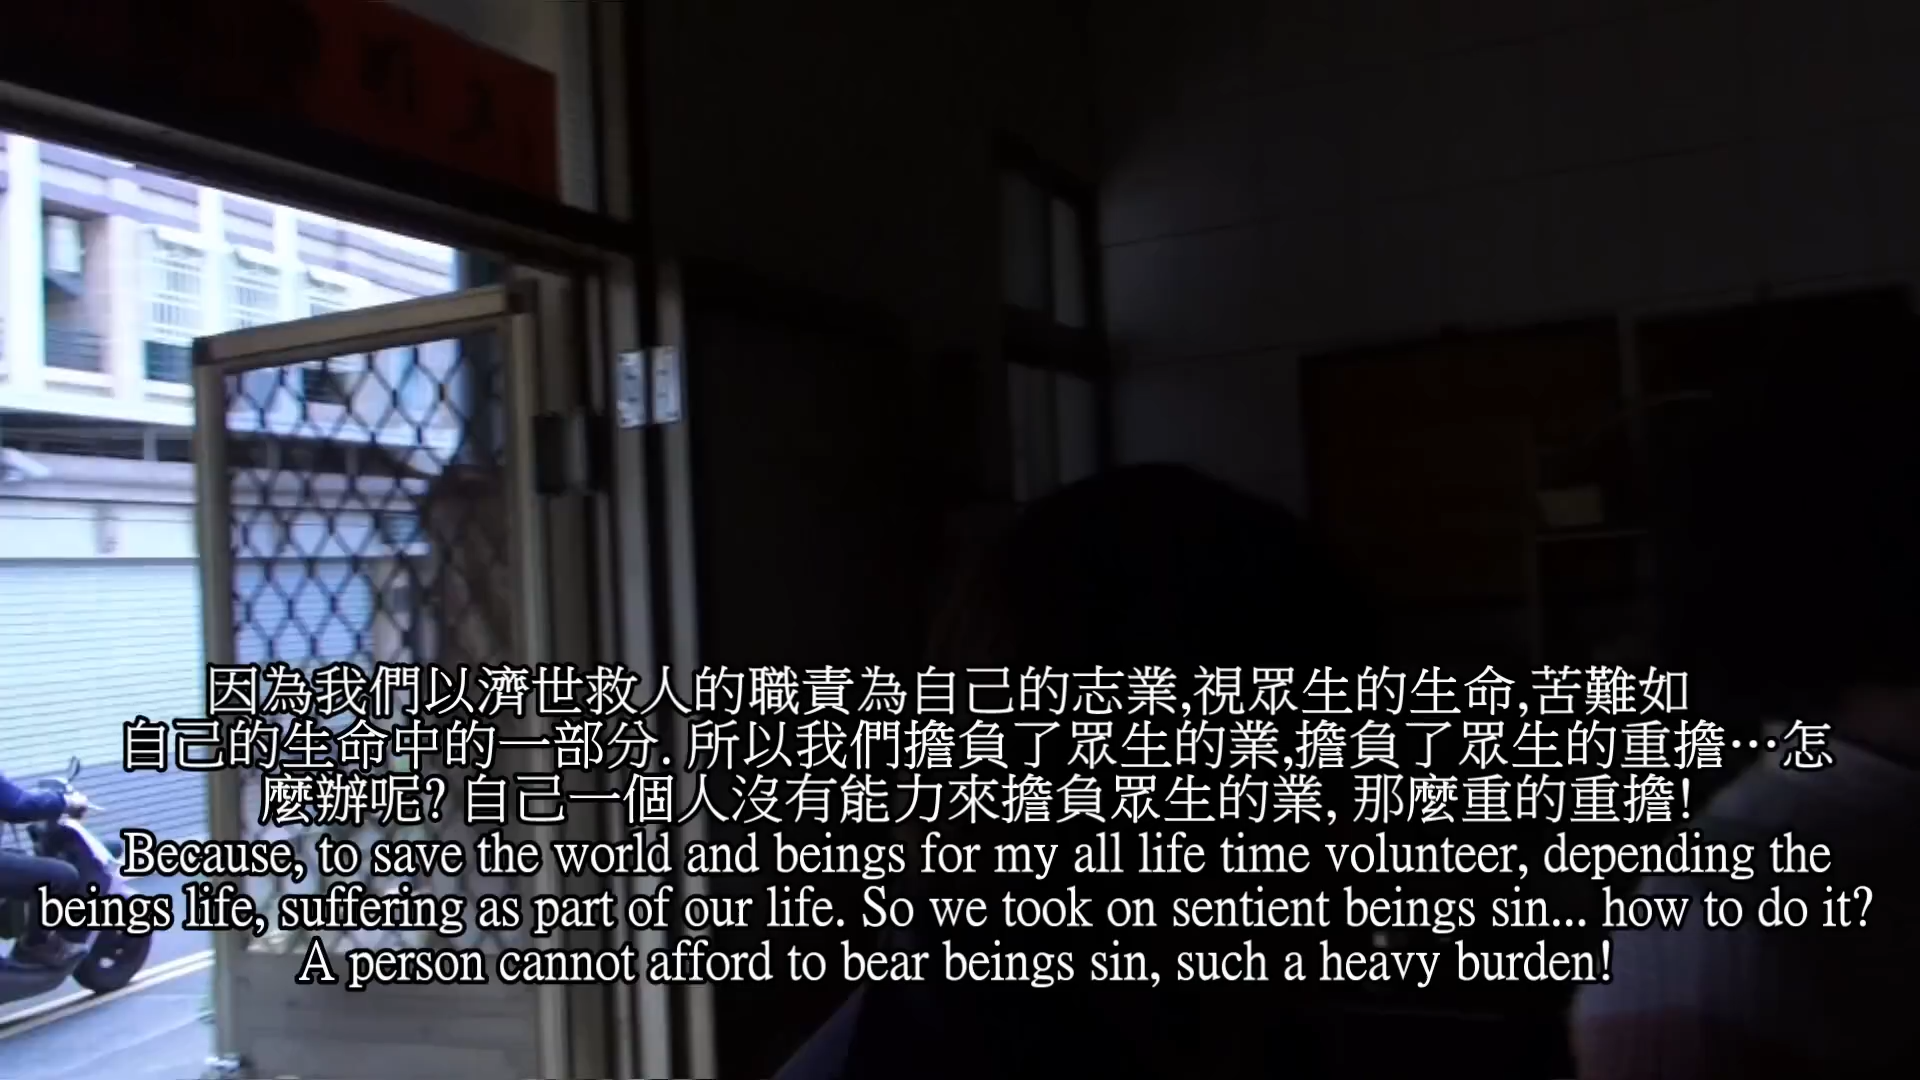 因為我們以濟世救人的職責為自己的志業,視眾生的生命,苦難如
自己的生命中的一部分. 所以我們擔負了眾生的業,擔負了眾生的重擔⋯怎
麼辦呢? 自己一個人沒有能力來擔負眾生的業, 那麼重的重擔!
Because, to save the world and beings for my all life time volunteer, depending the
beings life, suffering as part of our life. So we took on sentient beings sin... how to do it?
A person cannot afford to bear beings sin, such a heavy burden!